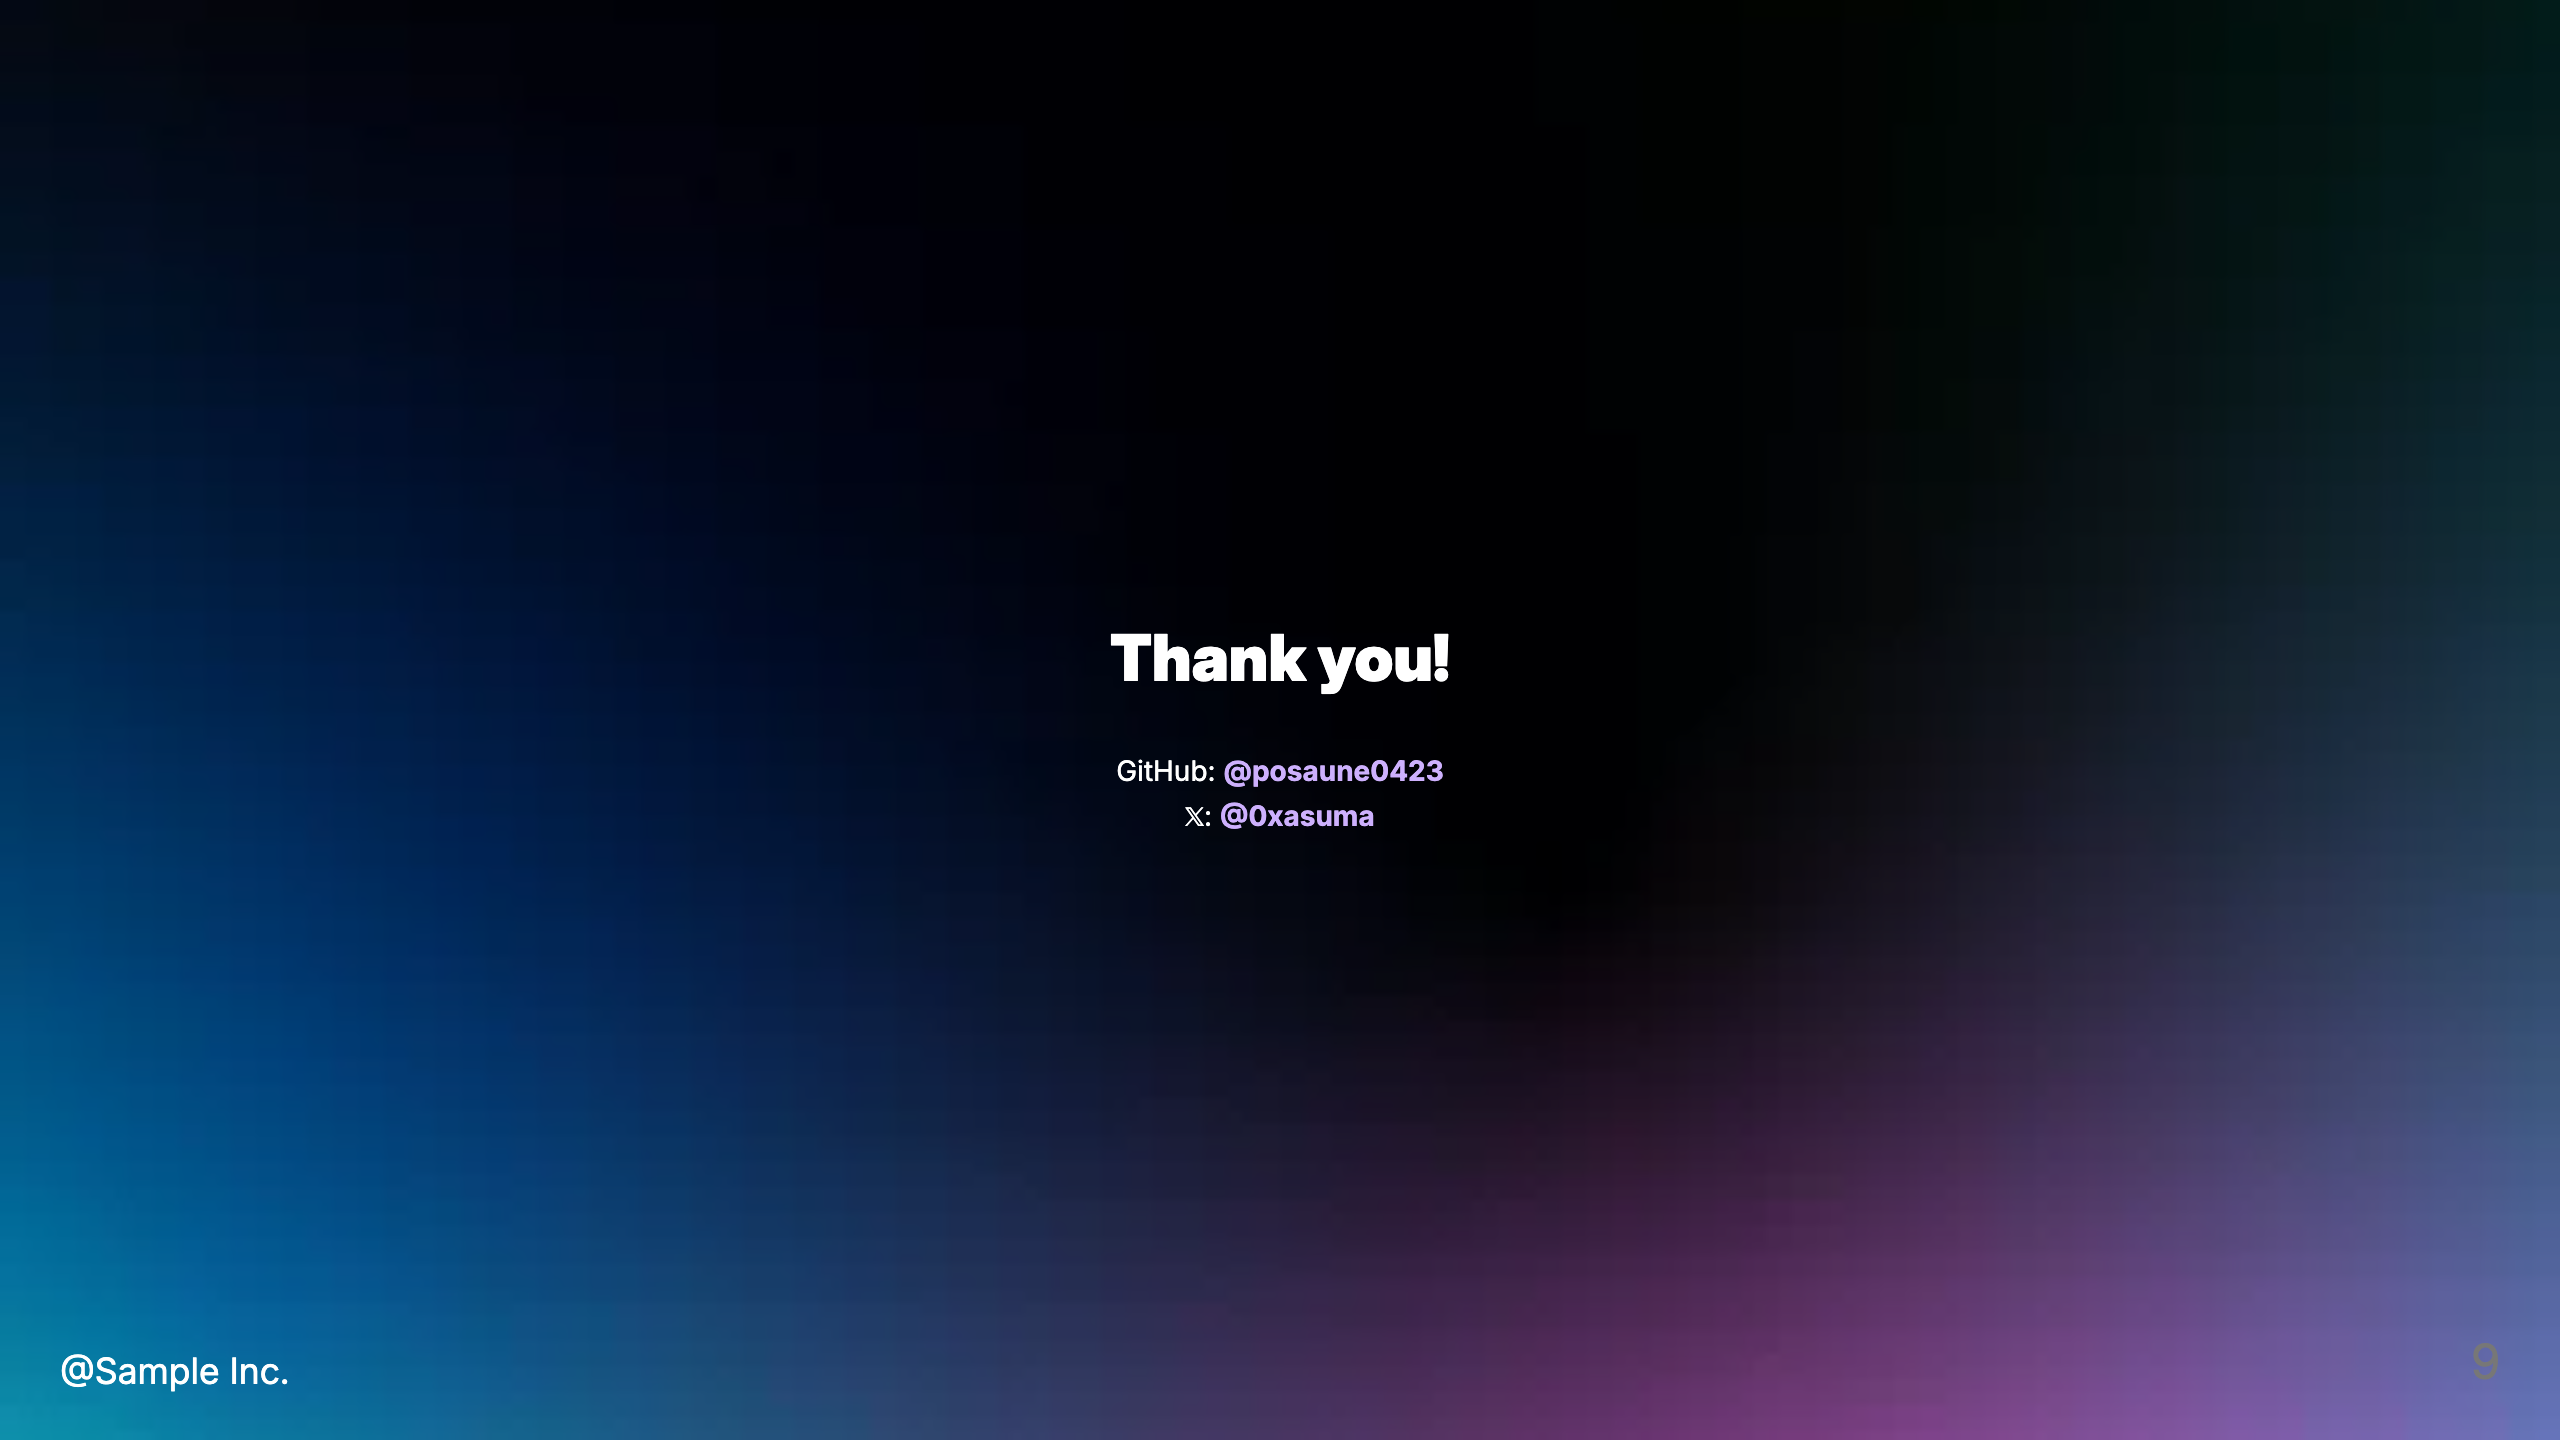 Thank you!
GitHub: @posaune0423
𝕏: @0xasuma
@Sample Inc.
9